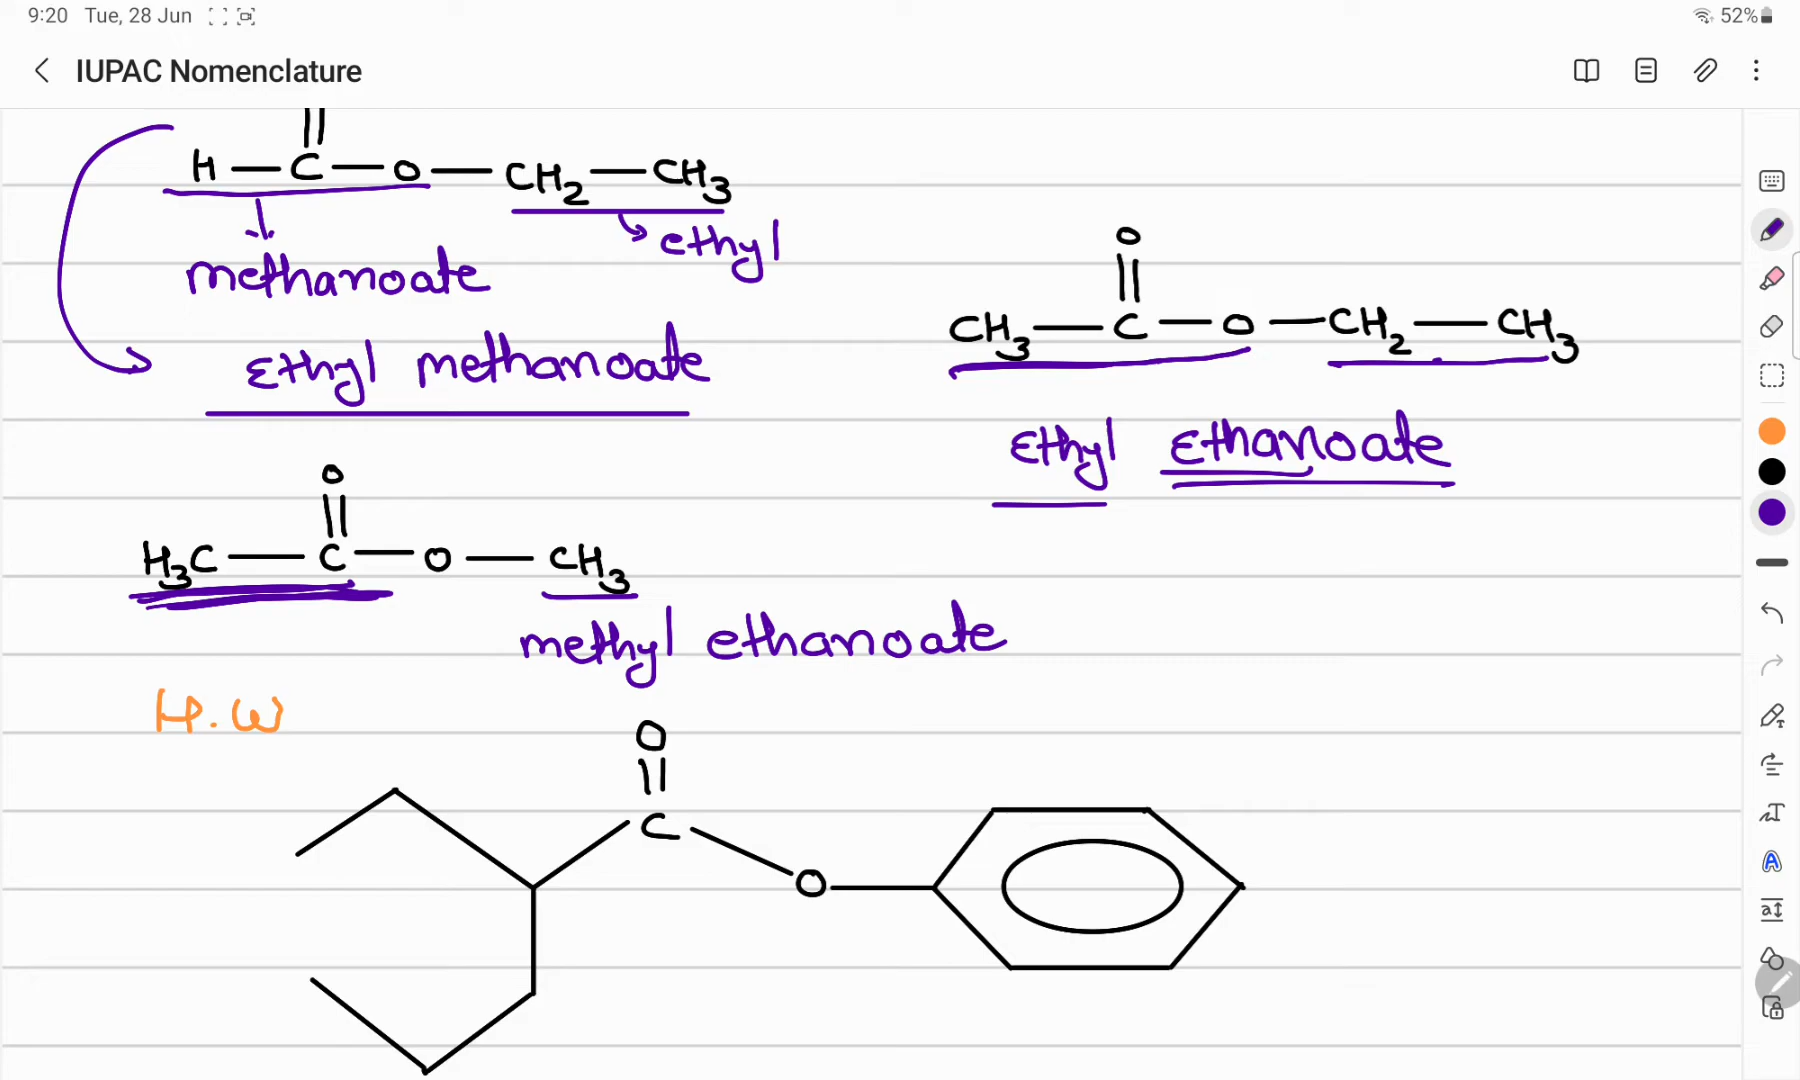 9:20 Tue, 28 Jun 52%
IUPAC Nomenclature
H — C — O — CH2 — CH3
ethyl
methanoate
O
CH3 — C — O — CH2 — CH3
Ethyl methanoate
Ethyl Ethanoate
O
H3C — C — O — CH3
methyl ethanoate
H.W
O
C
O